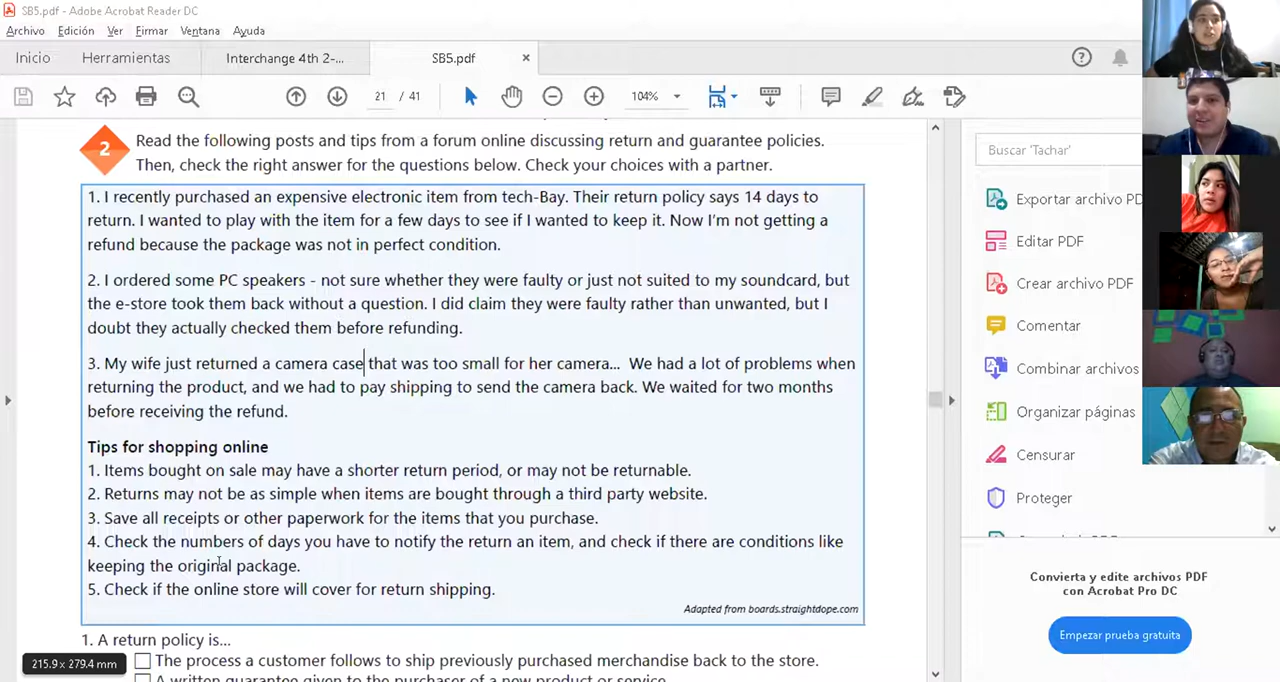 SB5.pdf - Adobe Acrobat Reader DC
Archivo Edición Ver Firmar Ventana Ayuda
Inicio Herramientas Interchange 4th 2-... SB5.pdf ×
21 / 41 104%
2
Read the following posts and tips from a forum online discussing return and guarantee policies.
Then, check the right answer for the questions below. Check your choices with a partner.
1. I recently purchased an expensive electronic item from tech-Bay. Their return policy says 14 days to
return. I wanted to play with the item for a few days to see if I wanted to keep it. Now I'm not getting a
refund because the package was not in perfect condition.
2. I ordered some PC speakers - not sure whether they were faulty or just not suited to my soundcard, but
the e-store took them back without a question. I did claim they were faulty rather than unwanted, but I
doubt they actually checked them before refunding.
3. My wife just returned a camera case that was too small for her camera... We had a lot of problems when
returning the product, and we had to pay shipping to send the camera back. We waited for two months
before receiving the refund.
Tips for shopping online
1. Items bought on sale may have a shorter return period, or may not be returnable.
2. Returns may not be as simple when items are bought through a third party website.
3. Save all receipts or other paperwork for the items that you purchase.
4. Check the numbers of days you have to notify the return an item, and check if there are conditions like
keeping the original package.
5. Check if the online store will cover for return shipping.
Adapted from boards.straightdope.com
1. A return policy is...
The process a customer follows to ship previously purchased merchandise back to the store.
A written guarantee given to the purchaser of a new product or service
215.9 x 279.4 mm
Buscar 'Tachar'
Exportar archivo PD
Editar PDF
Crear archivo PDF
Comentar
Combinar archivos
Organizar páginas
Censurar
Proteger
Convierta y edite archivos PDF
con Acrobat Pro DC
Empezar prueba gratuita